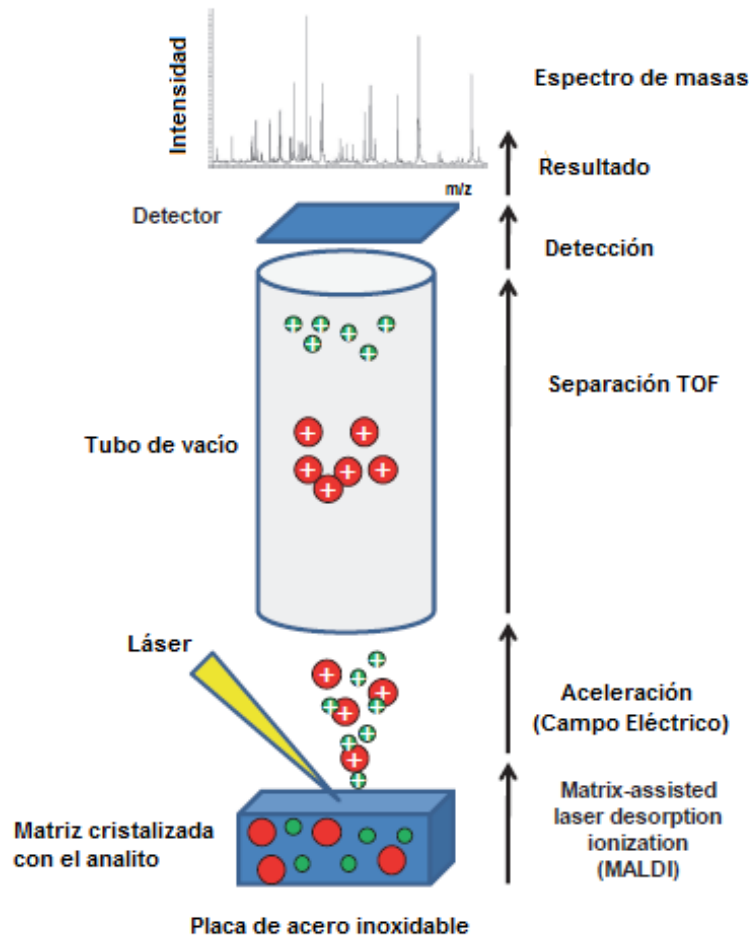 Intensidad
m/z
Espectro de masas
Resultado
Detector
Detección
Separación TOF
Tubo de vacío
Láser
Aceleración
(Campo Eléctrico)
Matriz cristalizada
con el analito
Matrix-assisted
laser desorption
ionization
(MALDI)
Placa de acero inoxidable